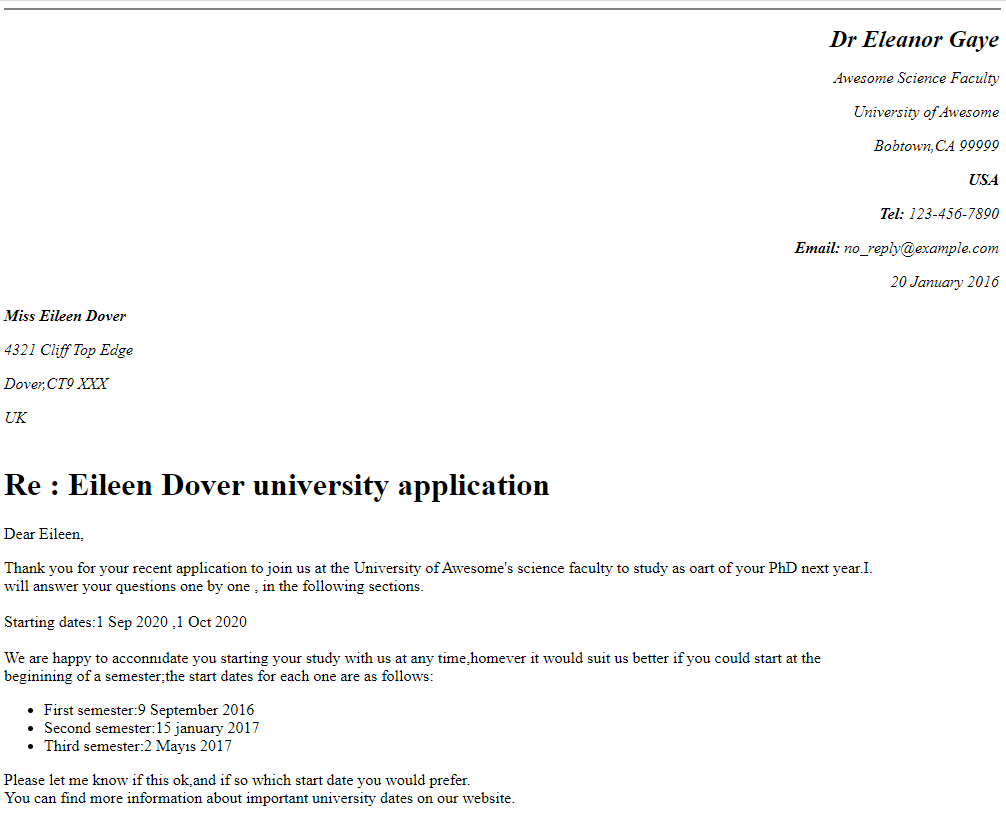 Dr Eleanor Gaye
Awesome Science Faculty
University of Awesome
Bobtown,CA 99999
USA
Tel: 123-456-7890
Email: no_reply@example.com
20 January 2016
Miss Eileen Dover
4321 Cliff Top Edge
Dover,CT9 XXX
UK
Re : Eileen Dover university application
Dear Eileen,
Thank you for your recent application to join us at the University of Awesome's science faculty to study as oart of your PhD next year.I.
will answer your questions one by one , in the following sections.
Starting dates:1 Sep 2020 ,1 Oct 2020
We are happy to acconnıdate you starting your study with us at any time,homever it would suit us better if you could start at the
beginining of a semester;the start dates for each one are as follows:
• First semester:9 September 2016
• Second semester:15 january 2017
• Third semester:2 Mayıs 2017
Please let me know if this ok,and if so which start date you would prefer.
You can find more information about important university dates on our website.